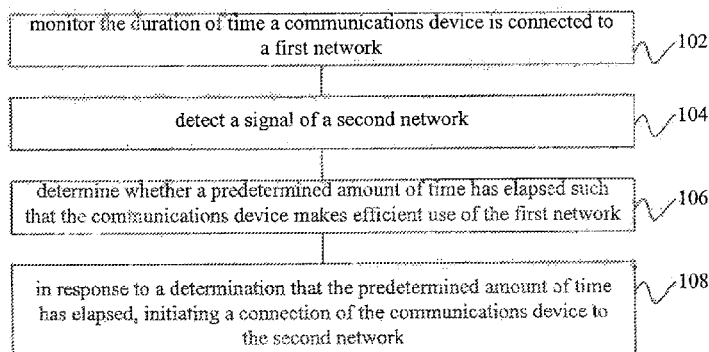 monitor the duration of time a communications device is connected to
a first network
102
detect a signal of a second network
104
determine whether a predetermined amount of time has elapsed such
that the communications device makes efficient use of the first network
106
in response to a determination that the predetermined amount of time
has elapsed, initiating a connection of the communications device to
the second network
108